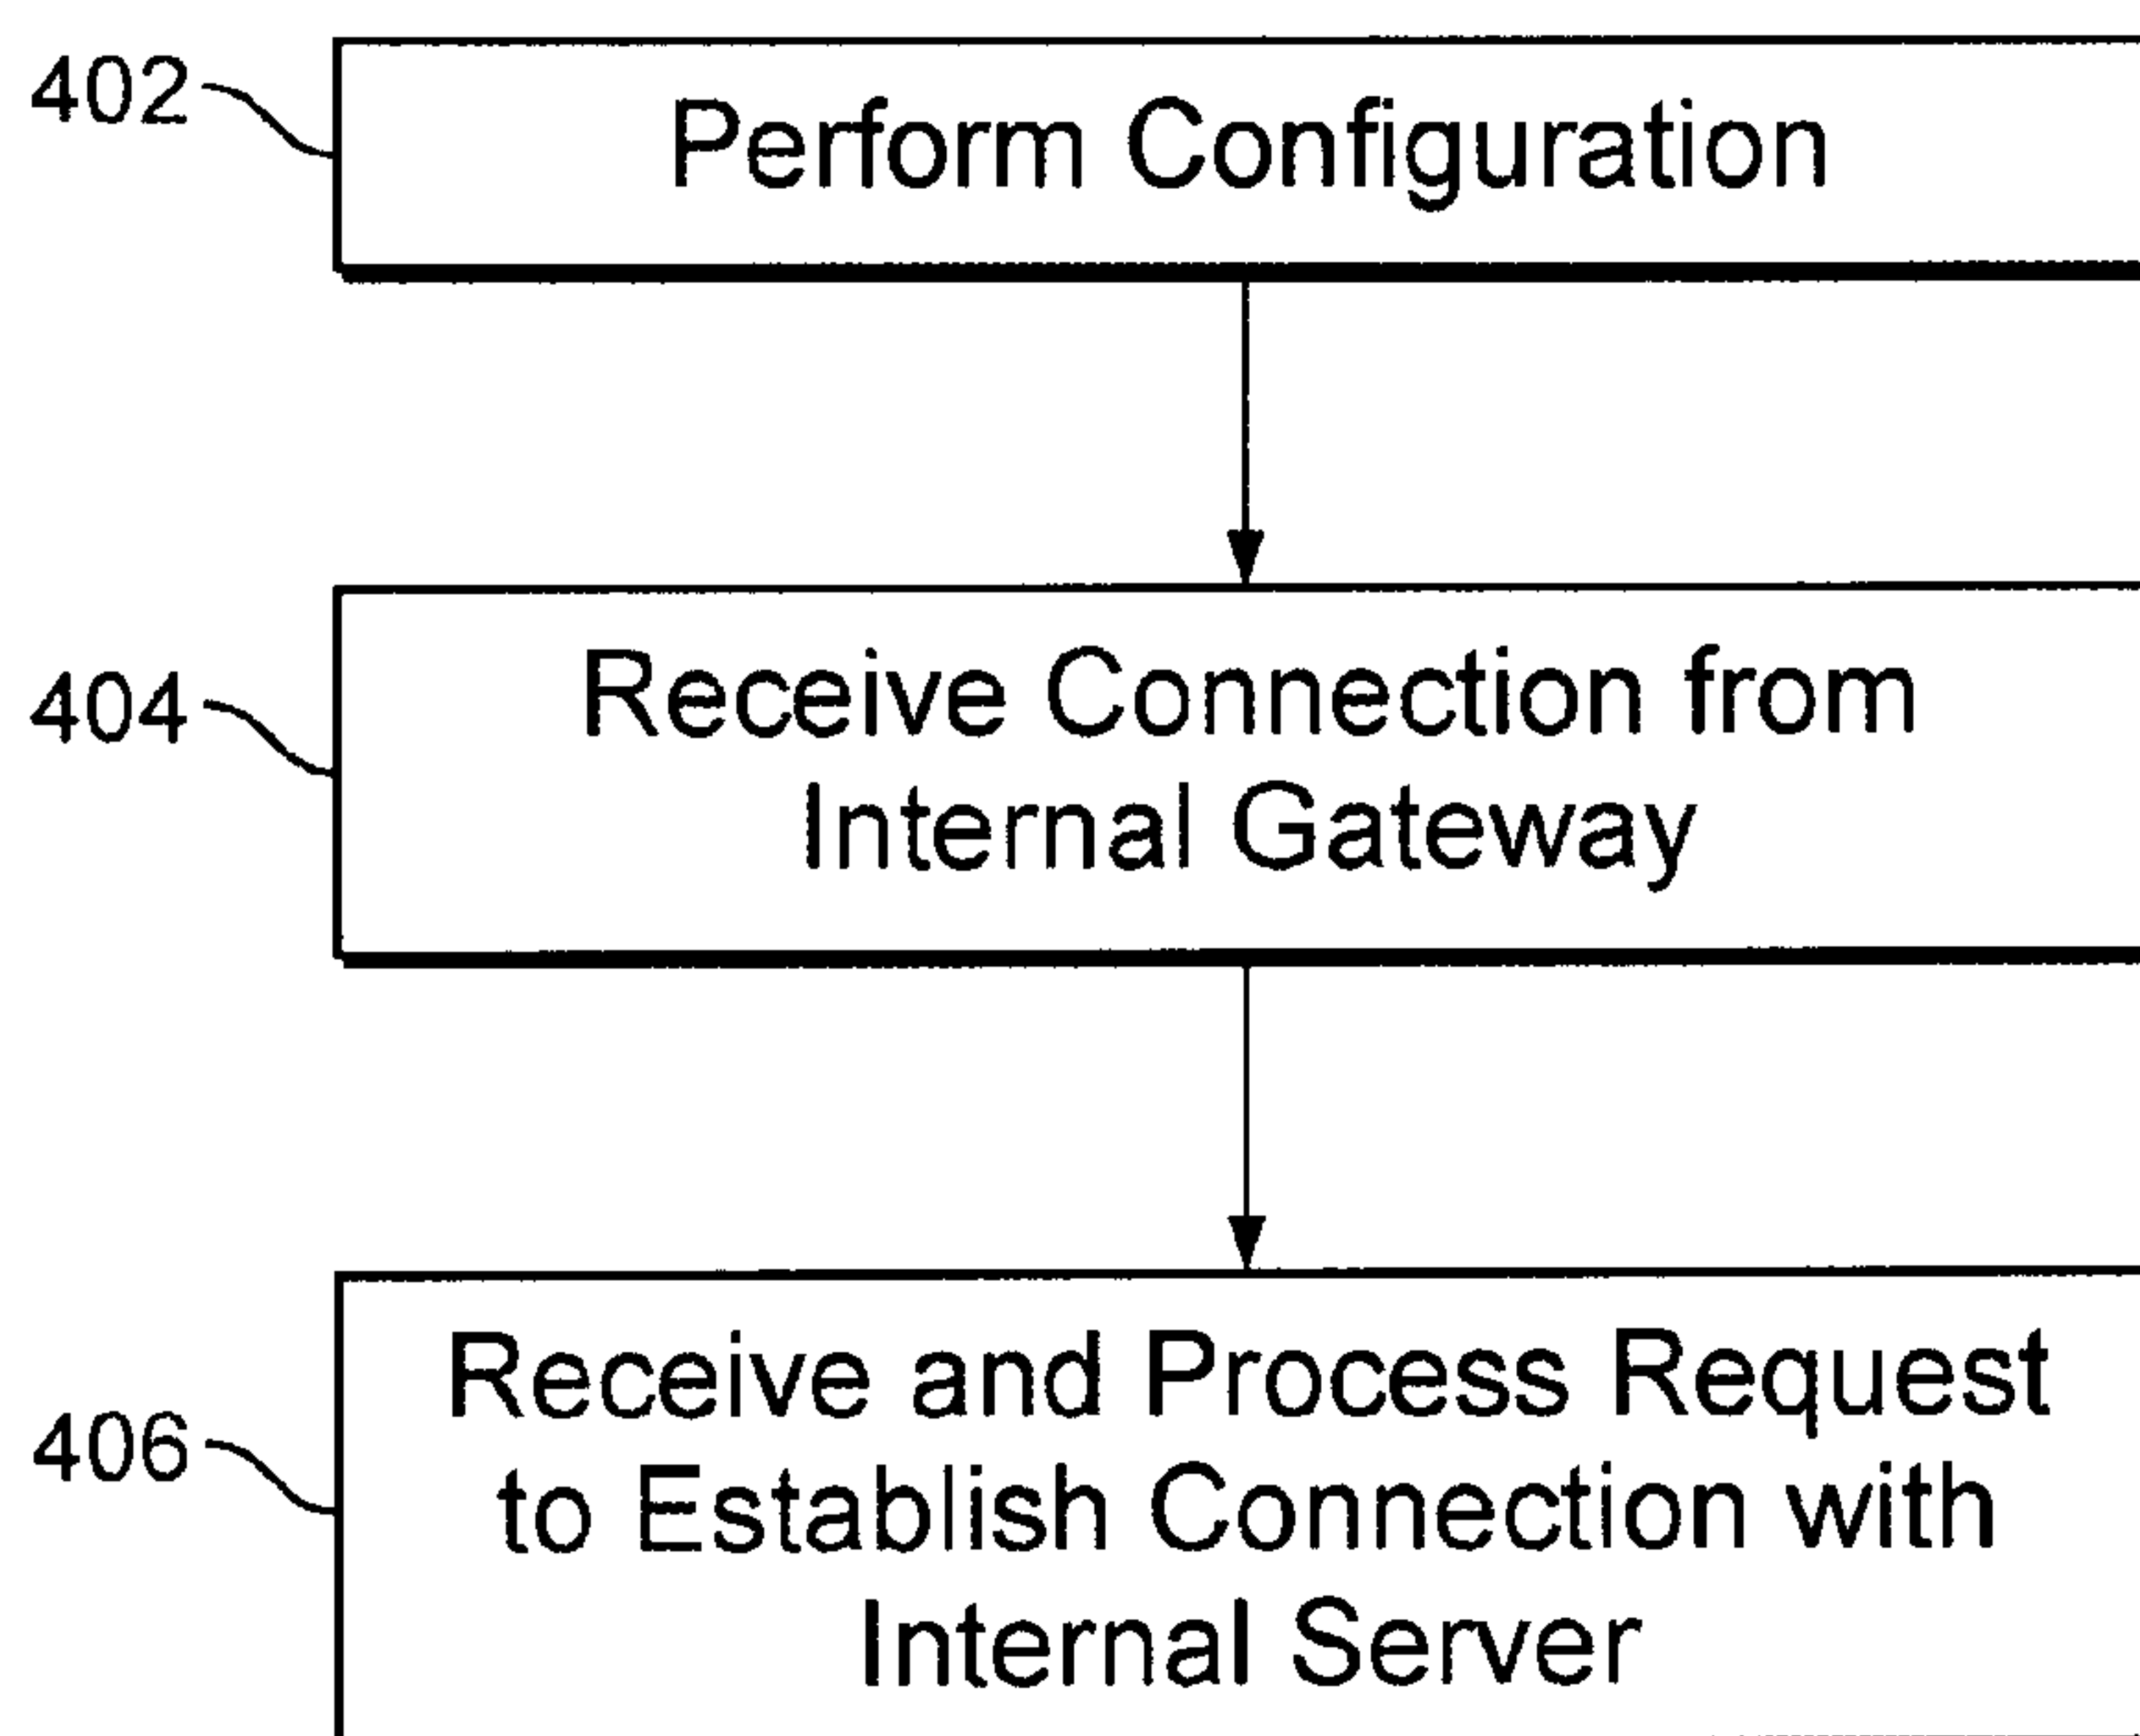 402
Perform Configuration
404
Receive Connection from
Internal Gateway
406
Receive and Process Request
to Establish Connection with
Internal Server